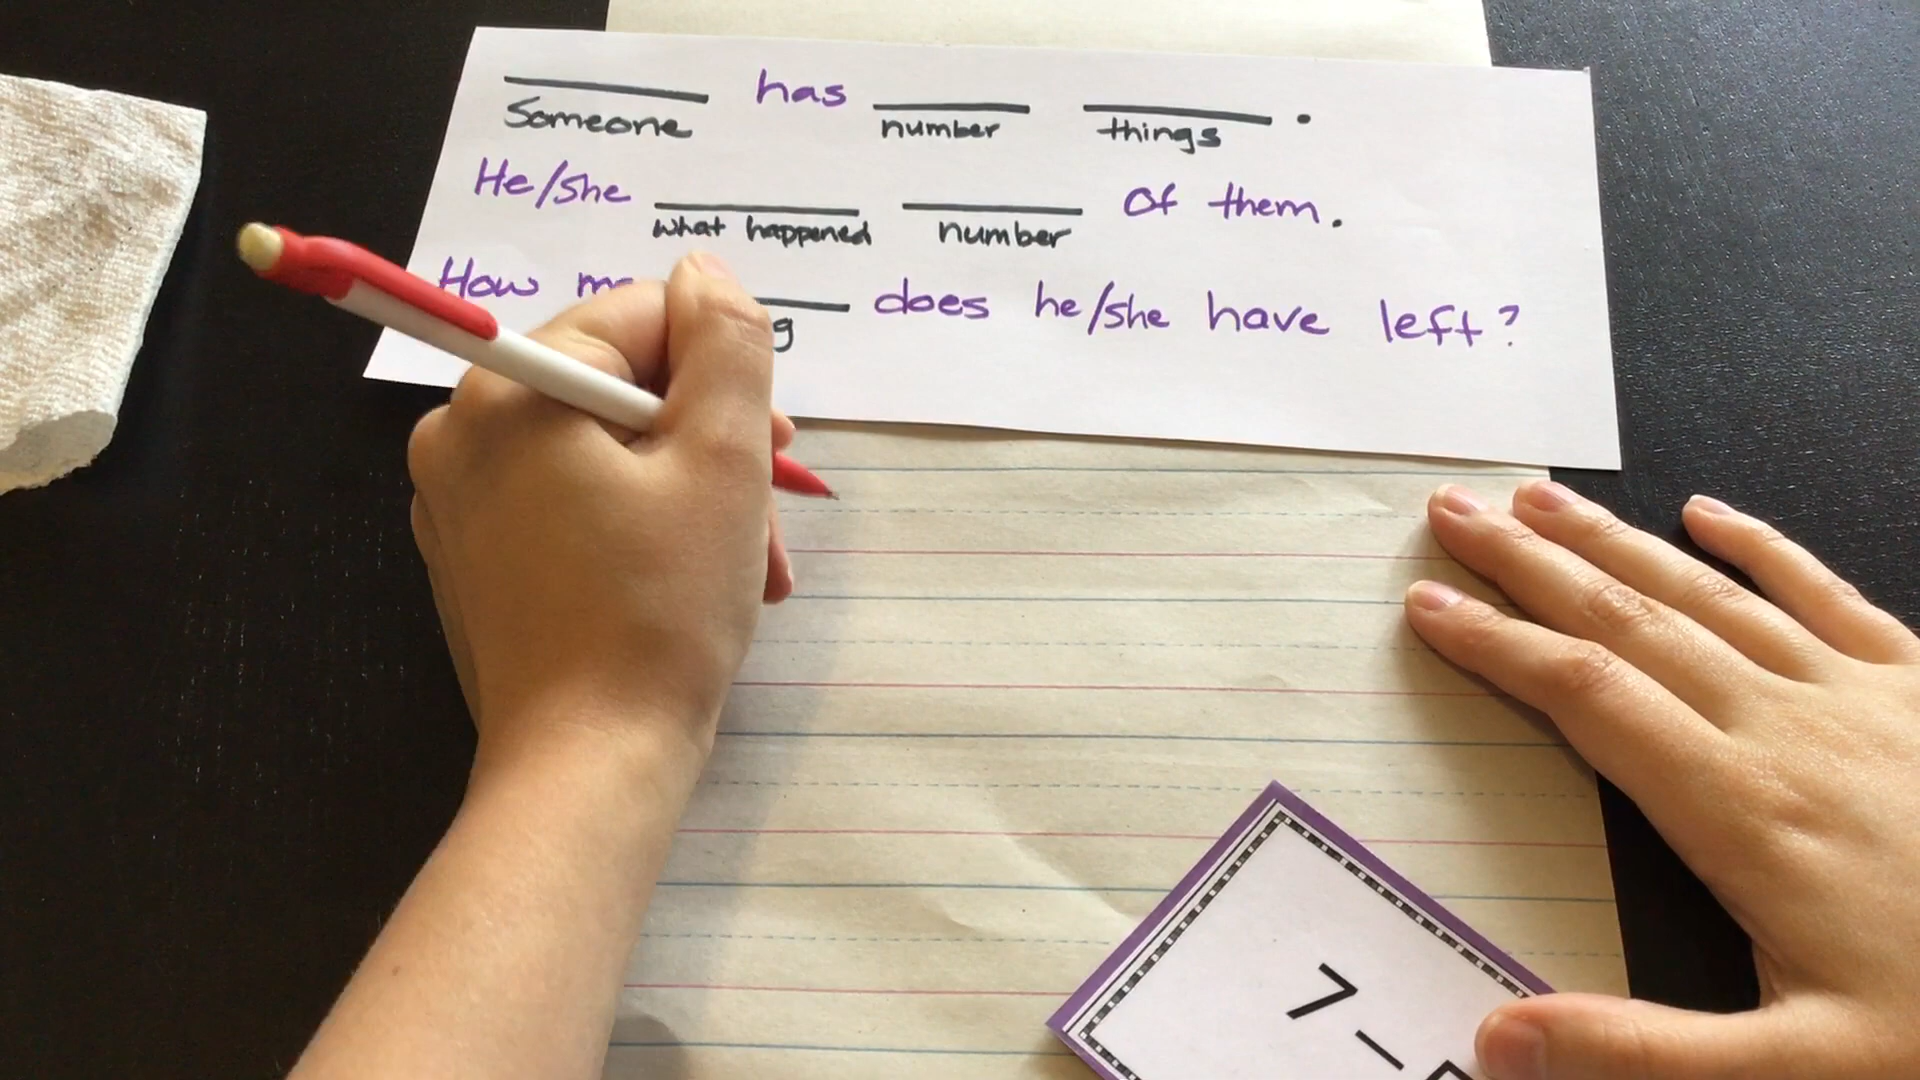 has
Someone number things .
He/she of them.
what happened number
How does he/she have left?
7 -